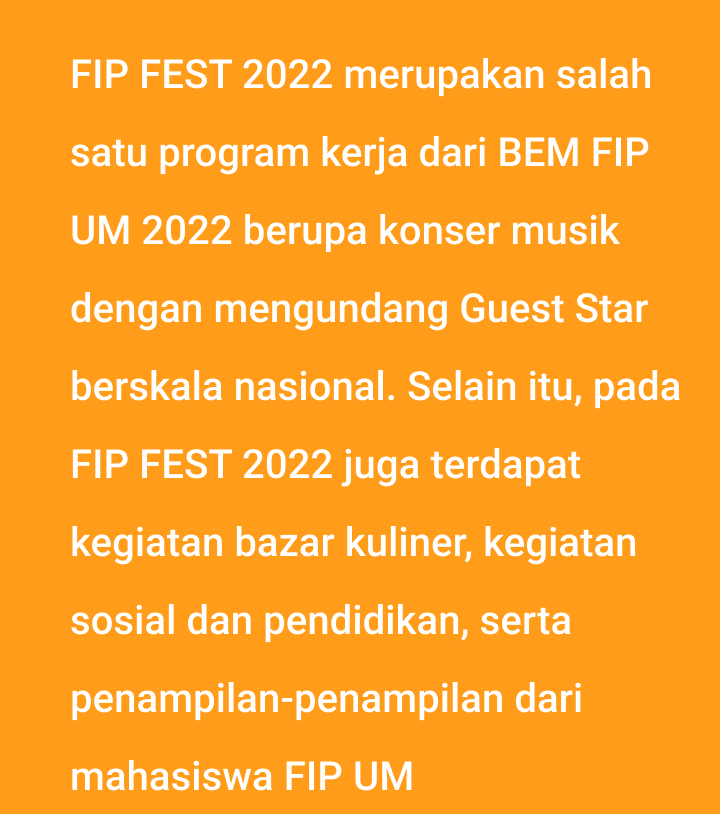 FIP FEST 2022 merupakan salah
satu program kerja dari BEM FIP
UM 2022 berupa konser musik
dengan mengundang Guest Star
berskala nasional. Selain itu, pada
FIP FEST 2022 juga terdapat
kegiatan bazar kuliner, kegiatan
sosial dan pendidikan, serta
penampilan-penampilan dari
mahasiswa FIP UM